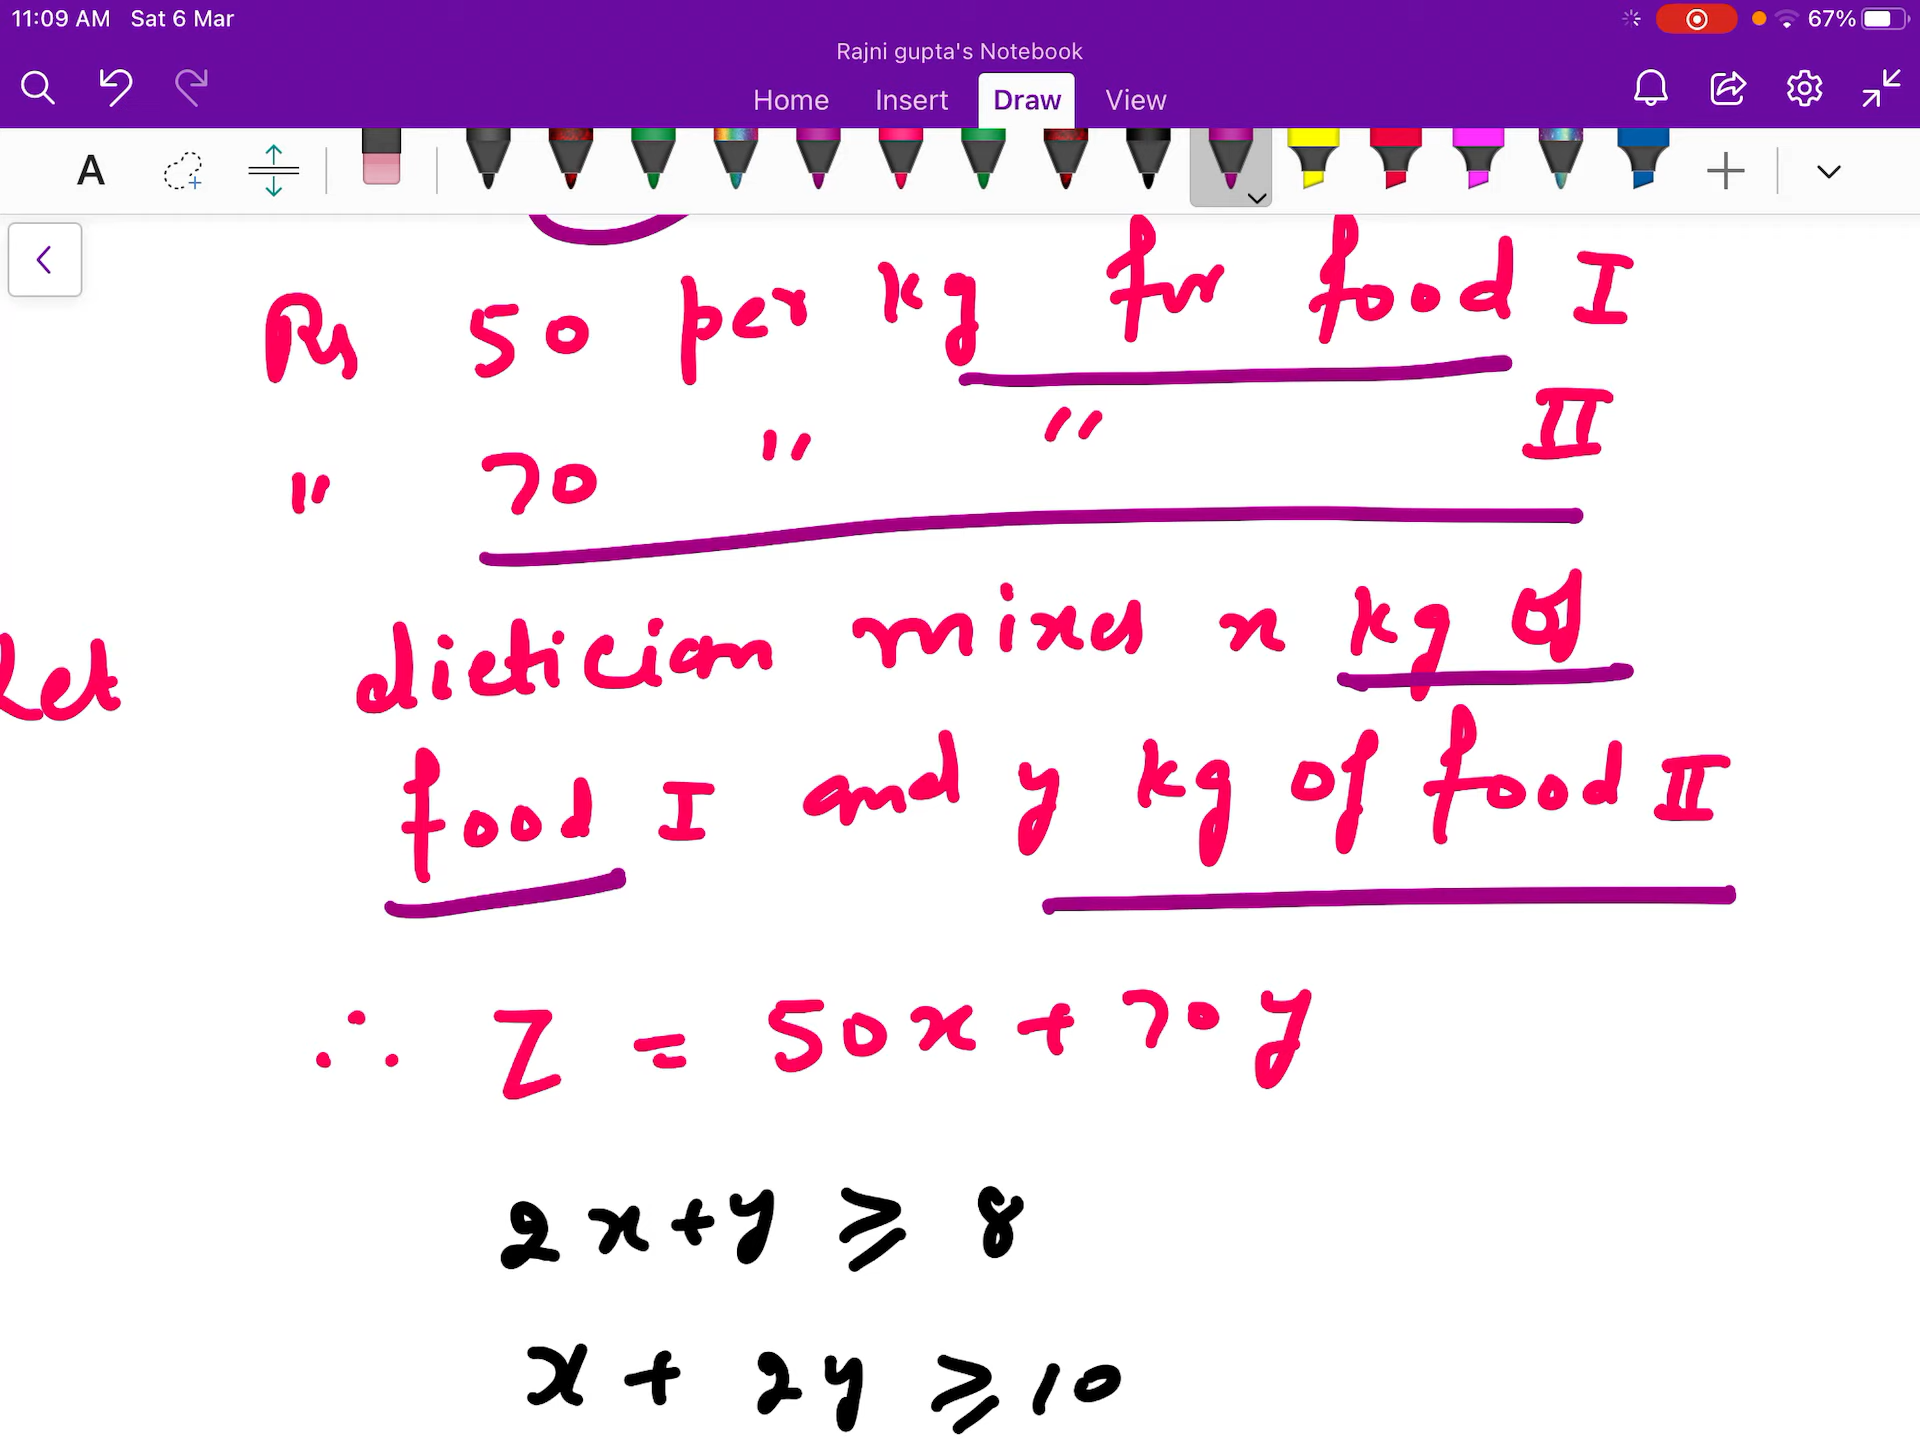 11:09 AM Sat 6 Mar 67%
Rajni gupta's Notebook
Home Insert Draw View
A
Rs 50 per kg for food I
" 70 " " II
Let dietician mixes x kg of
food I and y kg of food II
∴ Z = 50x + 70y
2x+y ≥ 8
x + 2y ≥ 10